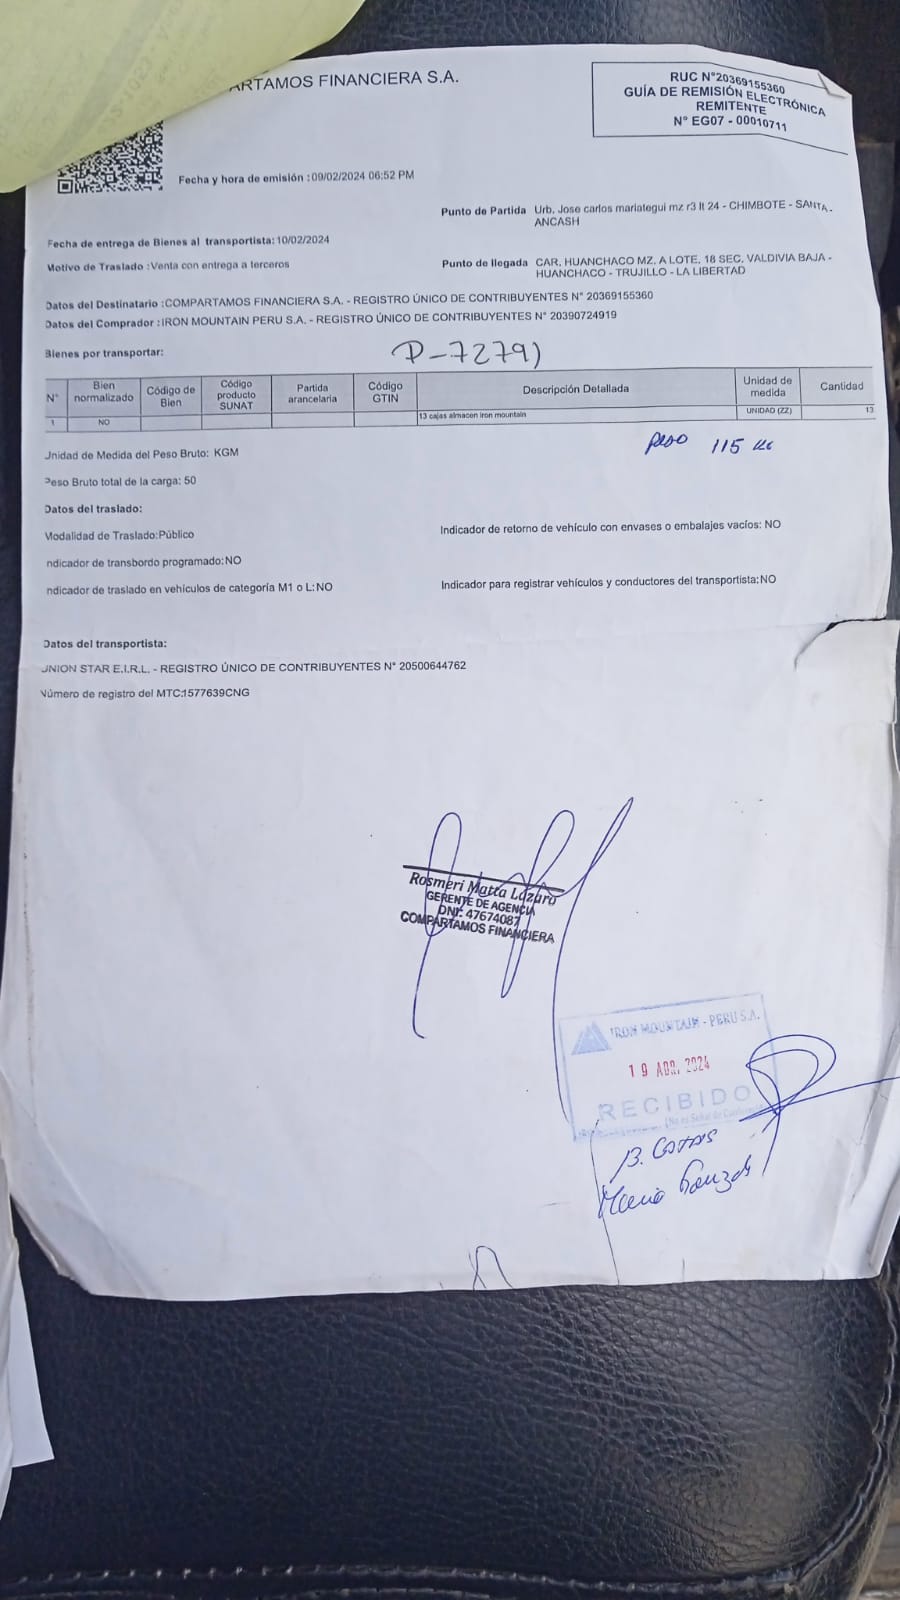 ARTAMOS FINANCIERA S.A.
RUC N°20369155360
GUÍA DE REMISIÓN ELECTRÓNICA
REMITENTE
N° EG07 - 00010711
Fecha y hora de emisión :09/02/2024 06:52 PM
Punto de Partida Urb. Jose carlos mariategui mz r3 lt 24 - CHIMBOTE - SANTA -
ANCASH
Fecha de entrega de Bienes al transportista:10/02/2024
Motivo de Traslado :Venta con entrega a terceros
Punto de llegada CAR. HUANCHACO MZ. A LOTE. 18 SEC. VALDIVIA BAJA -
HUANCHACO - TRUJILLO - LA LIBERTAD
Datos del Destinatario :COMPARTAMOS FINANCIERA S.A. - REGISTRO ÚNICO DE CONTRIBUYENTES N° 20369155360
Datos del Comprador :IRON MOUNTAIN PERU S.A. - REGISTRO ÚNICO DE CONTRIBUYENTES N° 20390724919
Bienes por transportar:
P-72791
N° Bien normalizado Código de Bien Código producto SUNAT Partida arancelaria Código GTIN Descripción Detallada Unidad de medida Cantidad
1 NO 13 cajas almacen iron mountain UNIDAD (ZZ) 13
Unidad de Medida del Peso Bruto: KGM
Peso 115 KG
Peso Bruto total de la carga: 50
Datos del traslado:
Modalidad de Traslado:Público
Indicador de retorno de vehículo con envases o embalajes vacíos: NO
ndicador de transbordo programado:NO
ndicador de traslado en vehículos de categoría M1 o L:NO
Indicador para registrar vehículos y conductores del transportista:NO
Datos del transportista:
UNION STAR E.I.R.L. - REGISTRO ÚNICO DE CONTRIBUYENTES N° 20500644762
Número de registro del MTC:1577639CNG
Rosmeri Matta Lázaro
GERENTE DE AGENCIA
DNI: 47674087
COMPARTAMOS FINANCIERA
IRON MOUNTAIN - PERU S.A.
19 ABR. 2024
RECIBIDO